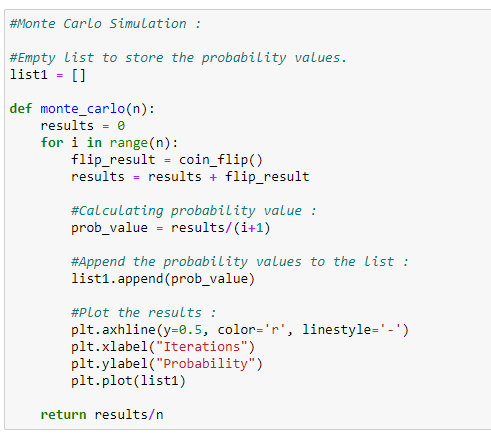 #Monte Carlo Simulation :
#Empty list to store the probability values.
list1 = []
def monte_carlo(n):
    results = 0
    for i in range(n):
        flip_result = coin_flip()
        results = results + flip_result
        #Calculating probability value :
        prob_value = results/(i+1)
        #Append the probability values to the list :
        list1.append(prob_value)
        #Plot the results :
        plt.axhline(y=0.5, color='r', linestyle='-')
        plt.xlabel("Iterations")
        plt.ylabel("Probability")
        plt.plot(list1)
    return results/n